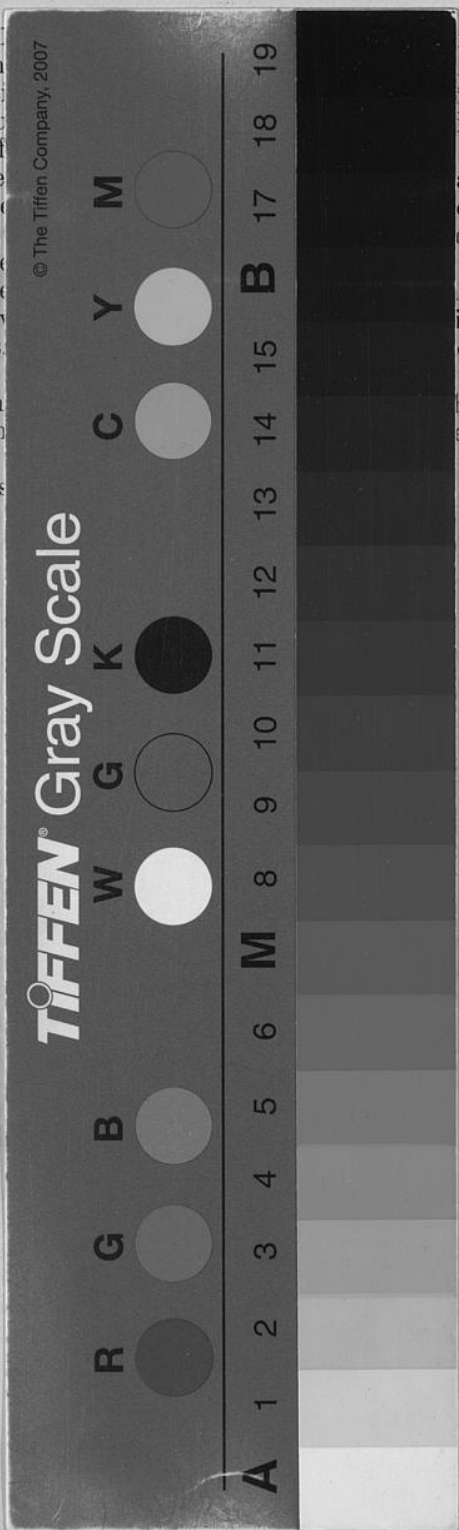 TIFFEN® Gray Scale
© The Tiffen Company, 2007
R G B W G K C Y M
A 1 2 3 4 5 6 M 8 9 10 11 12 13 14 15 B 17 18 19